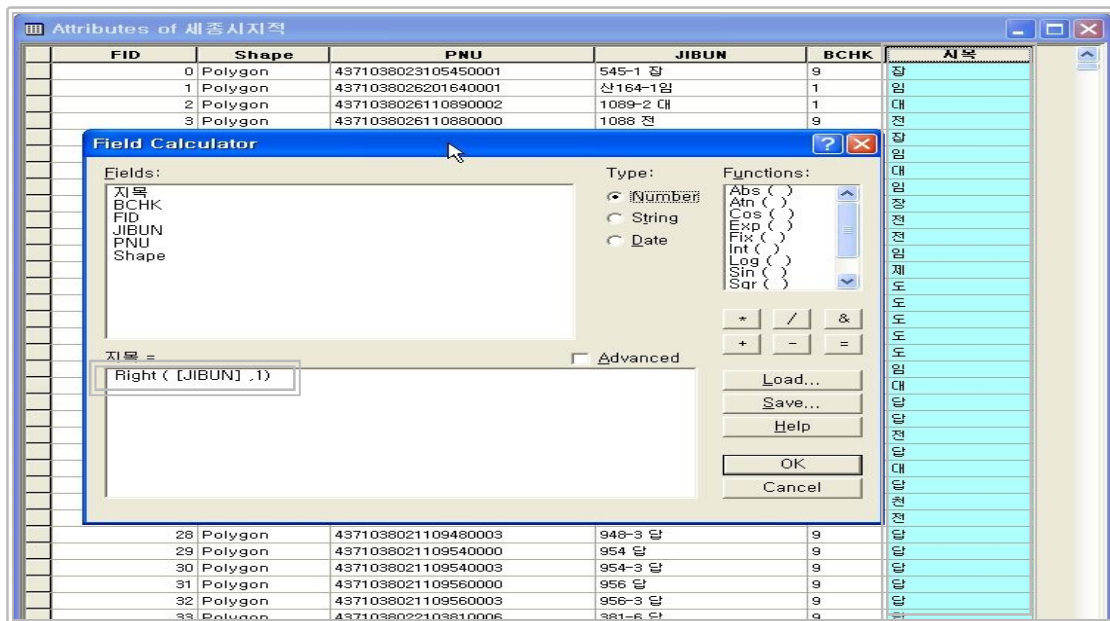 Attributes of 세종시지적
FID Shape PNU JIBUN BCHK 지목
0 Polygon 4371038023105450001 545-1 장 9 장
1 Polygon 4371038026201640001 산164-1임 1 임
2 Polygon 4371038026110890002 1089-2 대 1 대
3 Polygon 4371038026110880000 1088 전 9 전
Field Calculator
장
임
대
임
장
전
전
임
제
도
도
도
도
도
임
대
답
답
전
답
대
답
천
전
Fields:
지목
BCHK
FID
JIBUN
PNU
Shape
Type:
Number
String
Date
Functions:
Abs ( )
Atn ( )
Cos ( )
Exp ( )
Fix ( )
Int ( )
Log ( )
Sin ( )
Sqr ( )
* / &
+ - =
지목 =
Advanced
Right ( [JIBUN] ,1)
Load...
Save...
Help
OK
Cancel
28 Polygon 4371038021109480003 948-3 답 9 답
29 Polygon 4371038021109540000 954 답 9 답
30 Polygon 4371038021109540003 954-3 답 9 답
31 Polygon 4371038021109560000 956 답 9 답
32 Polygon 4371038021109560003 956-3 답 9 답
33 Polygon 4371038022103810006 381-6 답 9